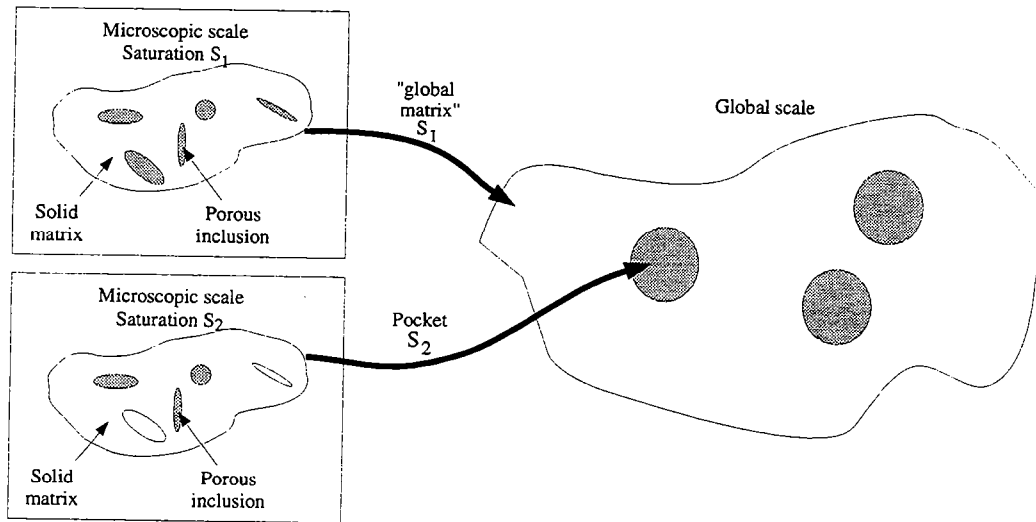 Microscopic scale
Saturation S1
Solid
matrix
Porous
inclusion
"global
matrix"
S1
Global scale
Microscopic scale
Saturation S2
Solid
matrix
Porous
inclusion
Pocket
S2